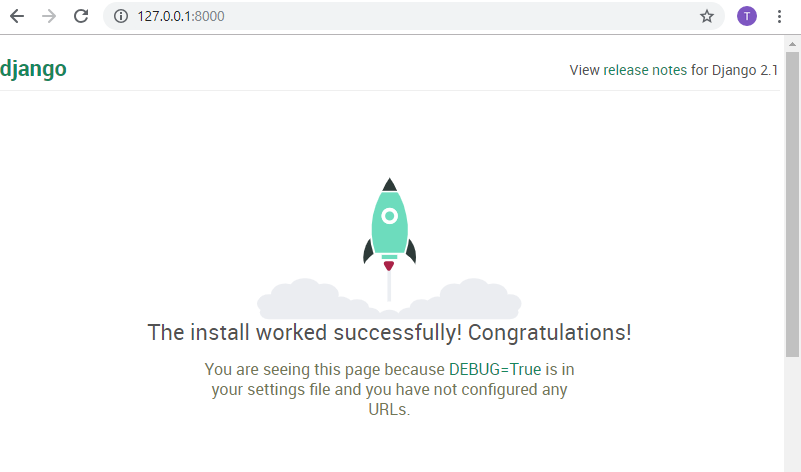 127.0.0.1:8000
T
django
View release notes for Django 2.1
The install worked successfully! Congratulations!
You are seeing this page because DEBUG=True is in
your settings file and you have not configured any
URLs.